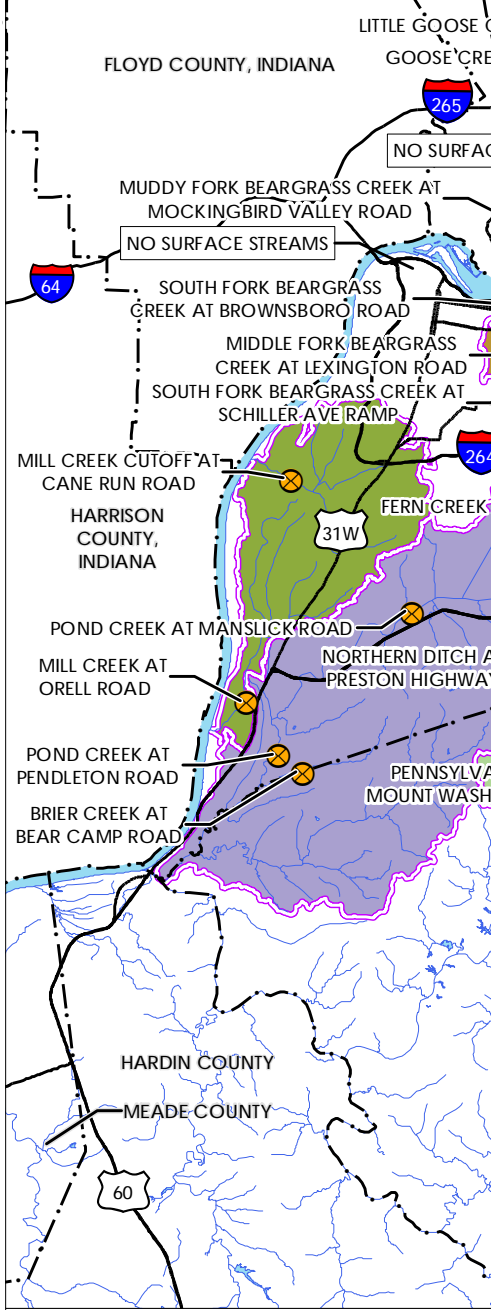 LITTLE GOOSE
GOOSE CRE
FLOYD COUNTY, INDIANA
265
NO SURFAC
MUDDY FORK BEARGRASS CREEK AT
MOCKINGBIRD VALLEY ROAD
NO SURFACE STREAMS
64
SOUTH FORK BEARGRASS
CREEK AT BROWNSBORO ROAD
MIDDLE FORK BEARGRASS
CREEK AT LEXINGTON ROAD
SOUTH FORK BEARGRASS CREEK AT
SCHILLER AVE RAMP
264
MILL CREEK CUTOFF AT
CANE RUN ROAD
FERN CREEK
HARRISON
COUNTY,
INDIANA
31W
POND CREEK AT MANSLICK ROAD
NORTHERN DITCH A
PRESTON HIGHWAY
MILL CREEK AT
ORELL ROAD
POND CREEK AT
PENDLETON ROAD
PENNSYLVA
MOUNT WASH
BRIER CREEK AT
BEAR CAMP ROAD
HARDIN COUNTY
MEADE COUNTY
60